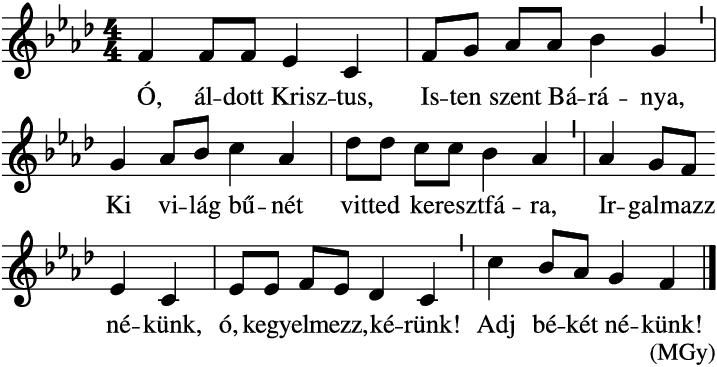 Ó, ál–dott Krisz–tus, Is–ten szent Bá–rá – nya,
Ki vi–lág bű–nét vitted keresztfá – ra, Ir–galmazz
né–künk, ó, kegyelmezz, ké–rünk! Adj bé–két né–künk!
(MGy)